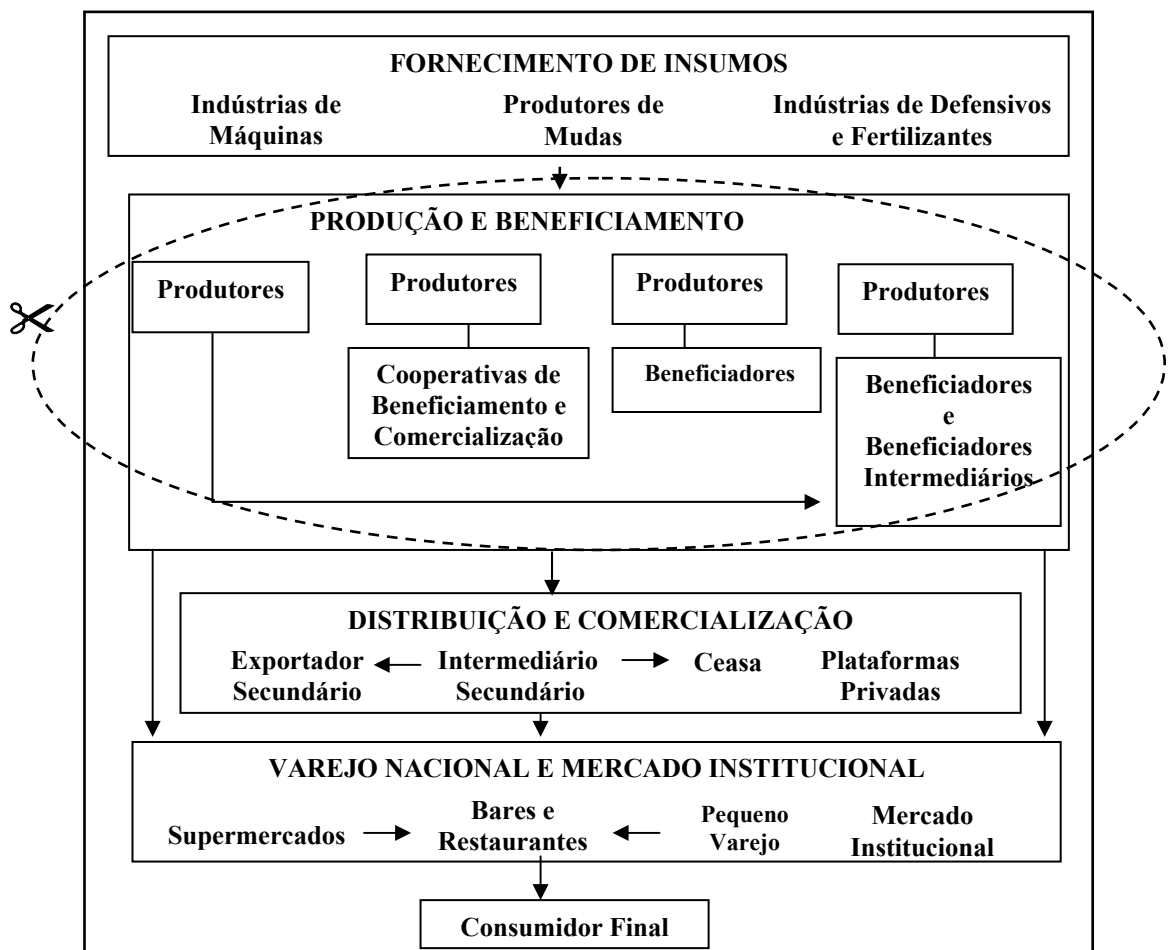 FORNECIMENTO DE INSUMOS
Indústrias de
Máquinas
Produtores de
Mudas
Indústrias de Defensivos
e Fertilizantes
PRODUÇÃO E BENEFICIAMENTO
Produtores
Produtores
Cooperativas de
Beneficiamento e
Comercialização
Produtores
Beneficiadores
Produtores
Beneficiadores
e
Beneficiadores
Intermediários
DISTRIBUIÇÃO E COMERCIALIZAÇÃO
Exportador
Secundário
Intermediário
Secundário
Ceasa
Plataformas
Privadas
VAREJO NACIONAL E MERCADO INSTITUCIONAL
Supermercados
Bares e
Restaurantes
Pequeno
Varejo
Mercado
Institucional
Consumidor Final